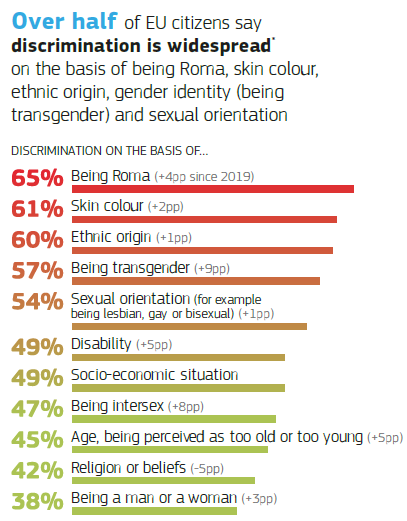 Over half of EU citizens say
discrimination is widespread*
on the basis of being Roma, skin colour,
ethnic origin, gender identity (being
transgender) and sexual orientation
DISCRIMINATION ON THE BASIS OF...
65% Being Roma (+4pp since 2019)
61% Skin colour (+2pp)
60% Ethnic origin (+1pp)
57% Being transgender (+9pp)
54% Sexual orientation (for example
being lesbian, gay or bisexual) (+1pp)
49% Disability (+5pp)
49% Socio-economic situation
47% Being intersex (+8pp)
45% Age, being perceived as too old or too young (+5pp)
42% Religion or beliefs (-5pp)
38% Being a man or a woman (+3pp)